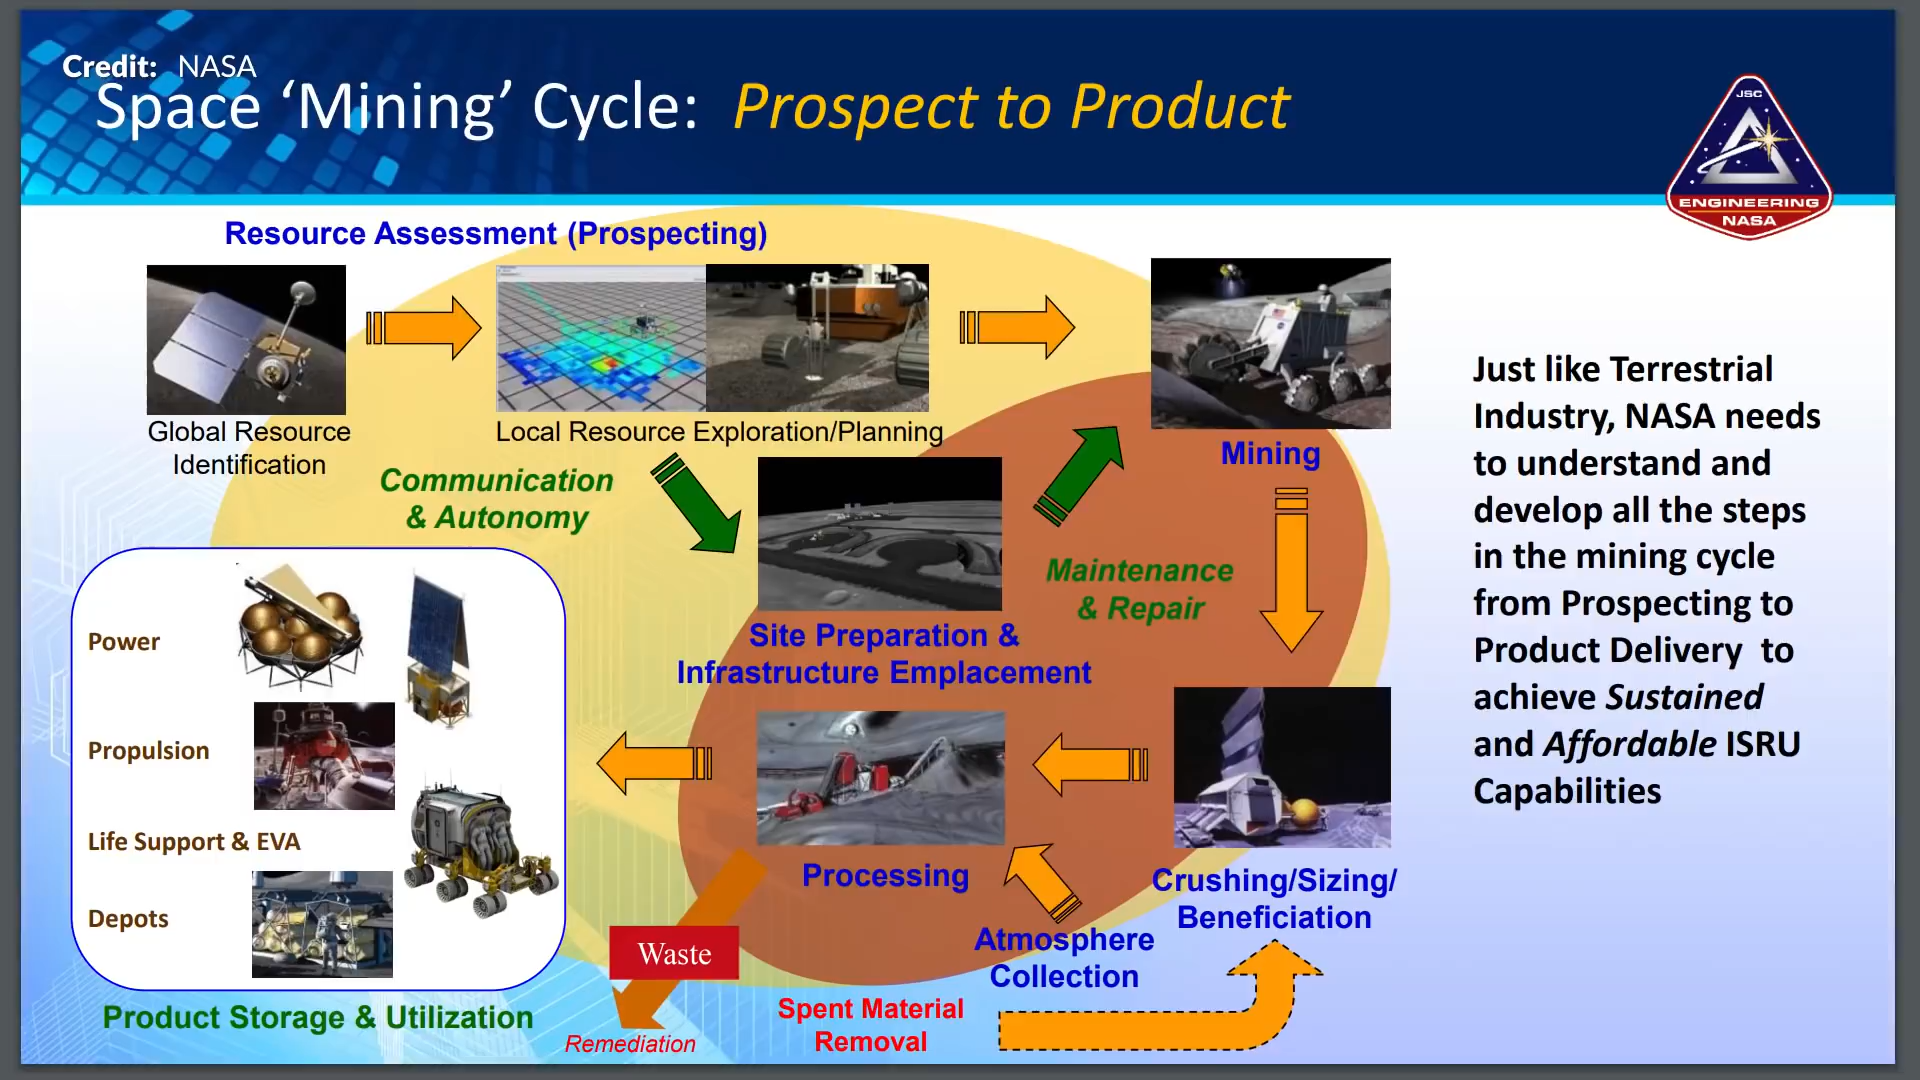 Credit: NASA
Space ‘Mining’ Cycle: Prospect to Product
JSC
ENGINEERING
NASA
Resource Assessment (Prospecting)
Global Resource
Identification
Local Resource Exploration/Planning
Communication
& Autonomy
Mining
Maintenance
& Repair
Site Preparation &
Infrastructure Emplacement
Processing
Crushing/Sizing/
Beneficiation
Atmosphere
Collection
Waste
Remediation
Spent Material
Removal
Power
Propulsion
Life Support & EVA
Depots
Product Storage & Utilization
Just like Terrestrial
Industry, NASA needs
to understand and
develop all the steps
in the mining cycle
from Prospecting to
Product Delivery to
achieve Sustained
and Affordable ISRU
Capabilities